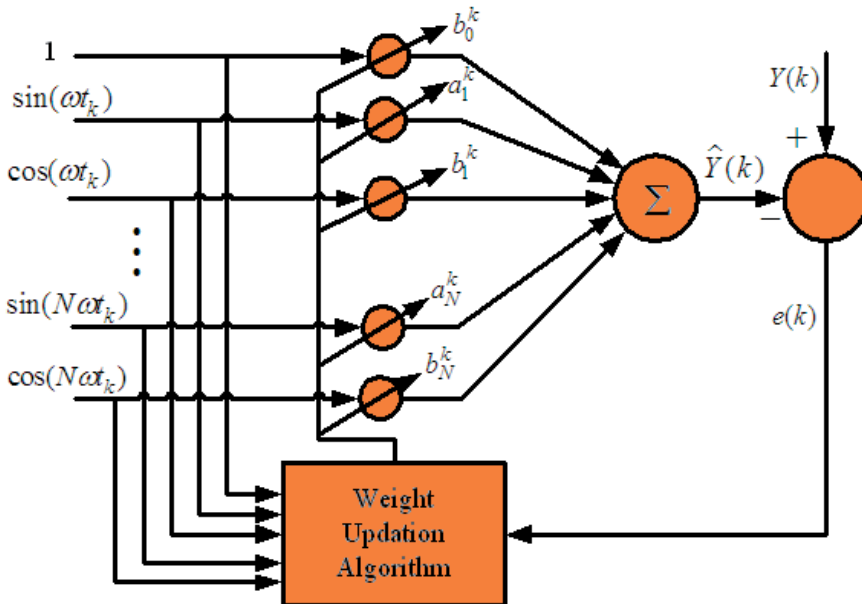 1
b_0^k
sin(ωt_k)
a_1^k
cos(ωt_k)
b_1^k
⋮
sin(Nωt_k)
a_N^k
cos(Nωt_k)
b_N^k
Σ
Ŷ(k)
Y(k)
+
−
e(k)
Weight
Updation
Algorithm